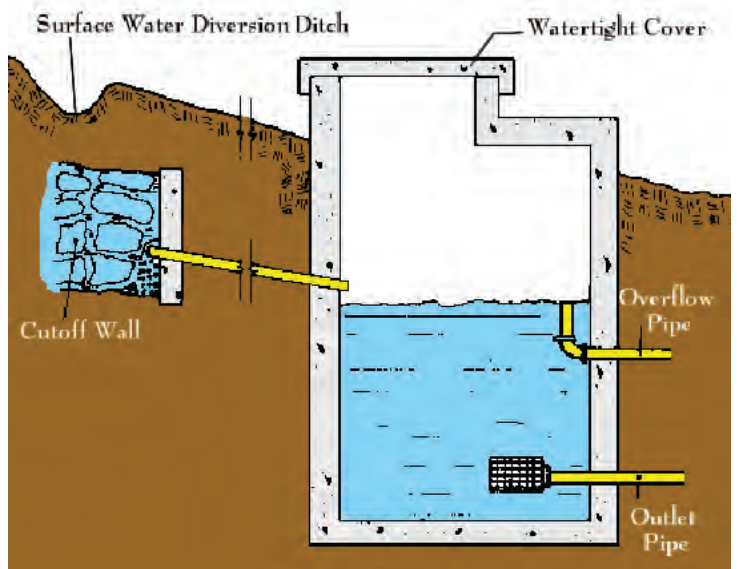 Surface Water Diversion Ditch
Watertight Cover
Cutoff Wall
Overflow
Pipe
Outlet
Pipe